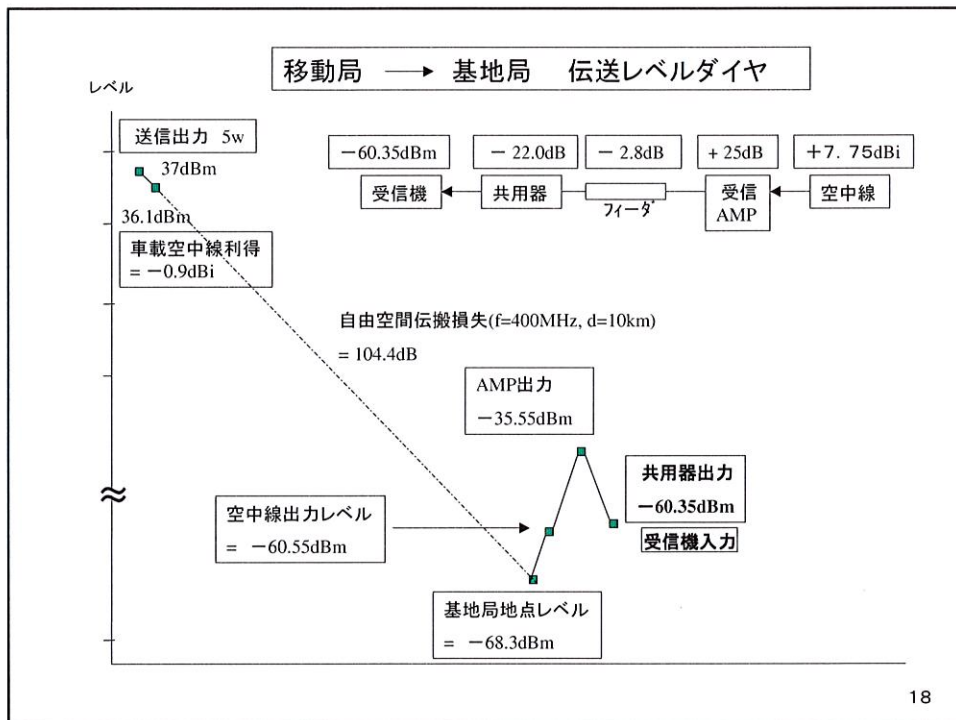 移動局 → 基地局 伝送レベルダイヤ
レベル
送信出力 5w
37dBm
36.1dBm
車載空中線利得
= −0.9dBi
−60.35dBm
− 22.0dB
− 2.8dB
+ 25dB
+7. 75dBi
受信機
共用器
フィーダ
受信
AMP
空中線
自由空間伝搬損失(f=400MHz, d=10km)
= 104.4dB
AMP出力
−35.55dBm
共用器出力
−60.35dBm
受信機入力
空中線出力レベル
= −60.55dBm
基地局地点レベル
= −68.3dBm
18